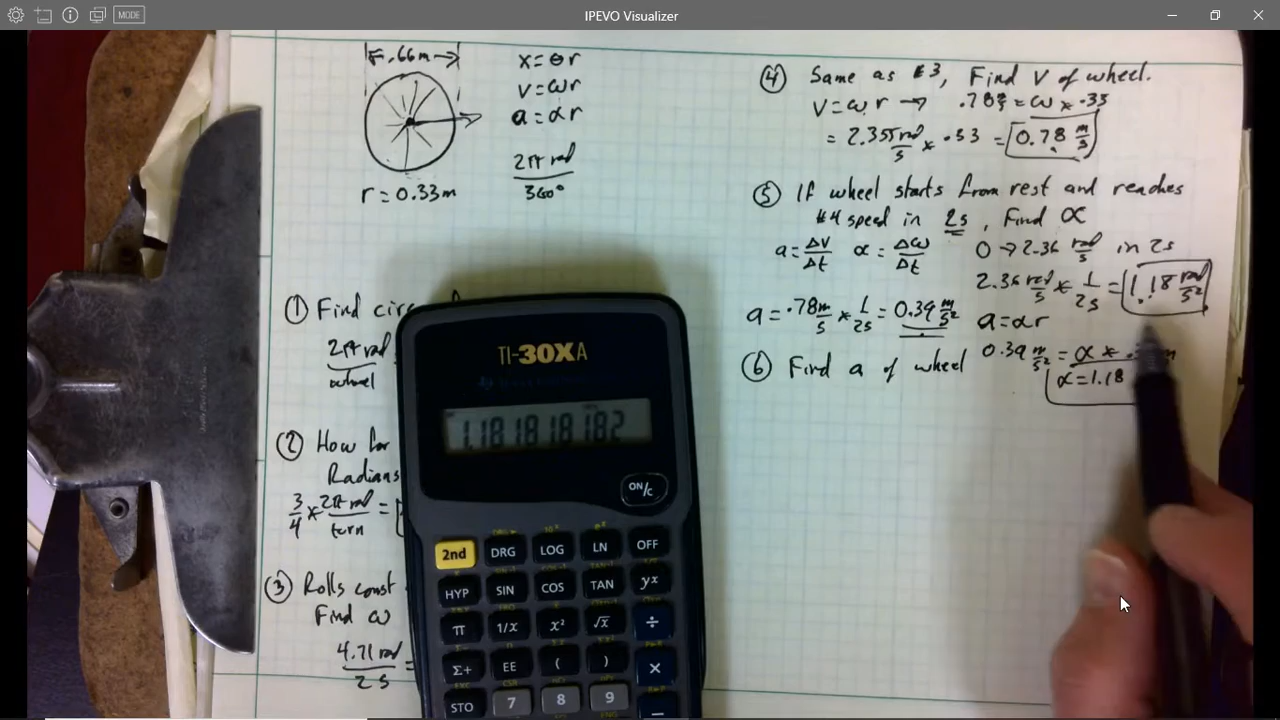 IPEVO Visualizer
MODE
.66m
x = θr
v = ωr
a = αr
2π rad
360°
r = 0.33m
① Find
2π rad
wheel
② How far
Radians
3/4 * 2π rad/turn =
③ Rolls const
Find ω
4.71 rad / 2s =
④ Same as #3, Find V of wheel.
V = ωr → .78 = ω * .33
= 2.355 rad/s * .33 = 0.78 m/s
⑤ If wheel starts from rest and reaches
#4 speed in 2s, Find α
a = ΔV/Δt α = Δω/Δt 0 → 2.36 rad/s in 2s
2.36 rad/s * 1/2s = 1.18 rad/s²
a = .78m/s * 1/2s = 0.39 m/s² a = αr
⑥ Find a of wheel 0.39 m/s² = α * . m
α = 1.18
TI-30XA
1.181818182
ON/C
2nd DRG LOG LN OFF
HYP SIN COS TAN yx
π 1/x x² √x ÷
Σ+ EE ( ) ×
STO 7 8 9 −